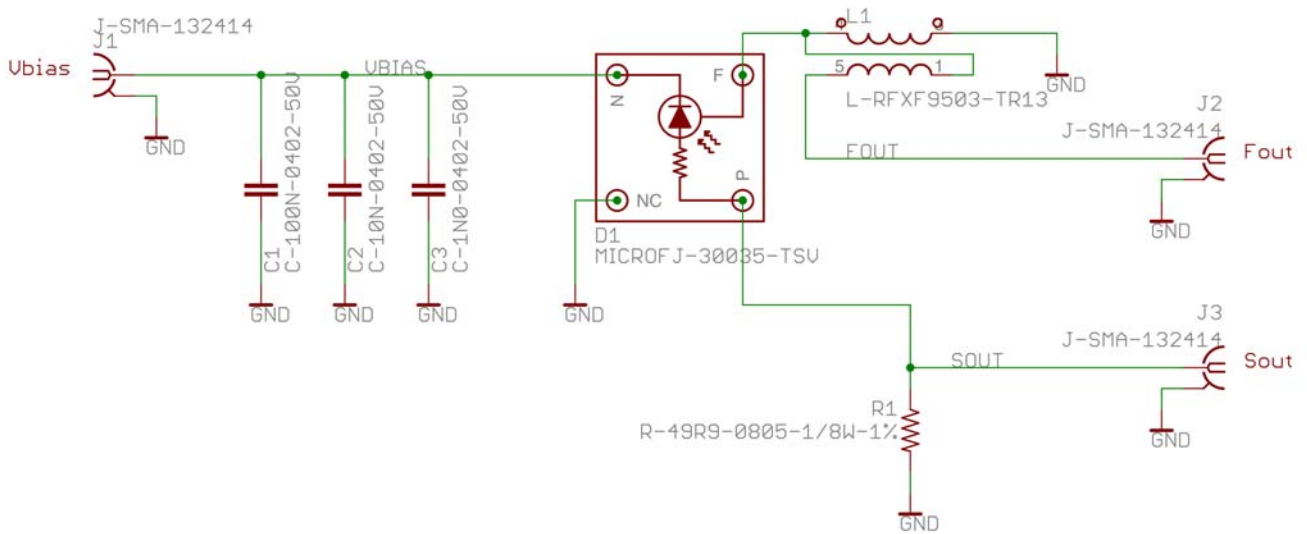 J-SMA-132414
J1
Vbias
GND
VBIAS
C1
C-100N-0402-50V
GND
C2
C-10N-0402-50V
GND
C3
C-1N0-0402-50V
GND
N
F
NC
P
D1
MICROFJ-30035-TSV
GND
L1
5
1
L-RFXF9503-TR13
GND
FOUT
J2
J-SMA-132414
Fout
GND
J3
J-SMA-132414
SOUT
Sout
GND
R1
R-49R9-0805-1/8W-1%
GND